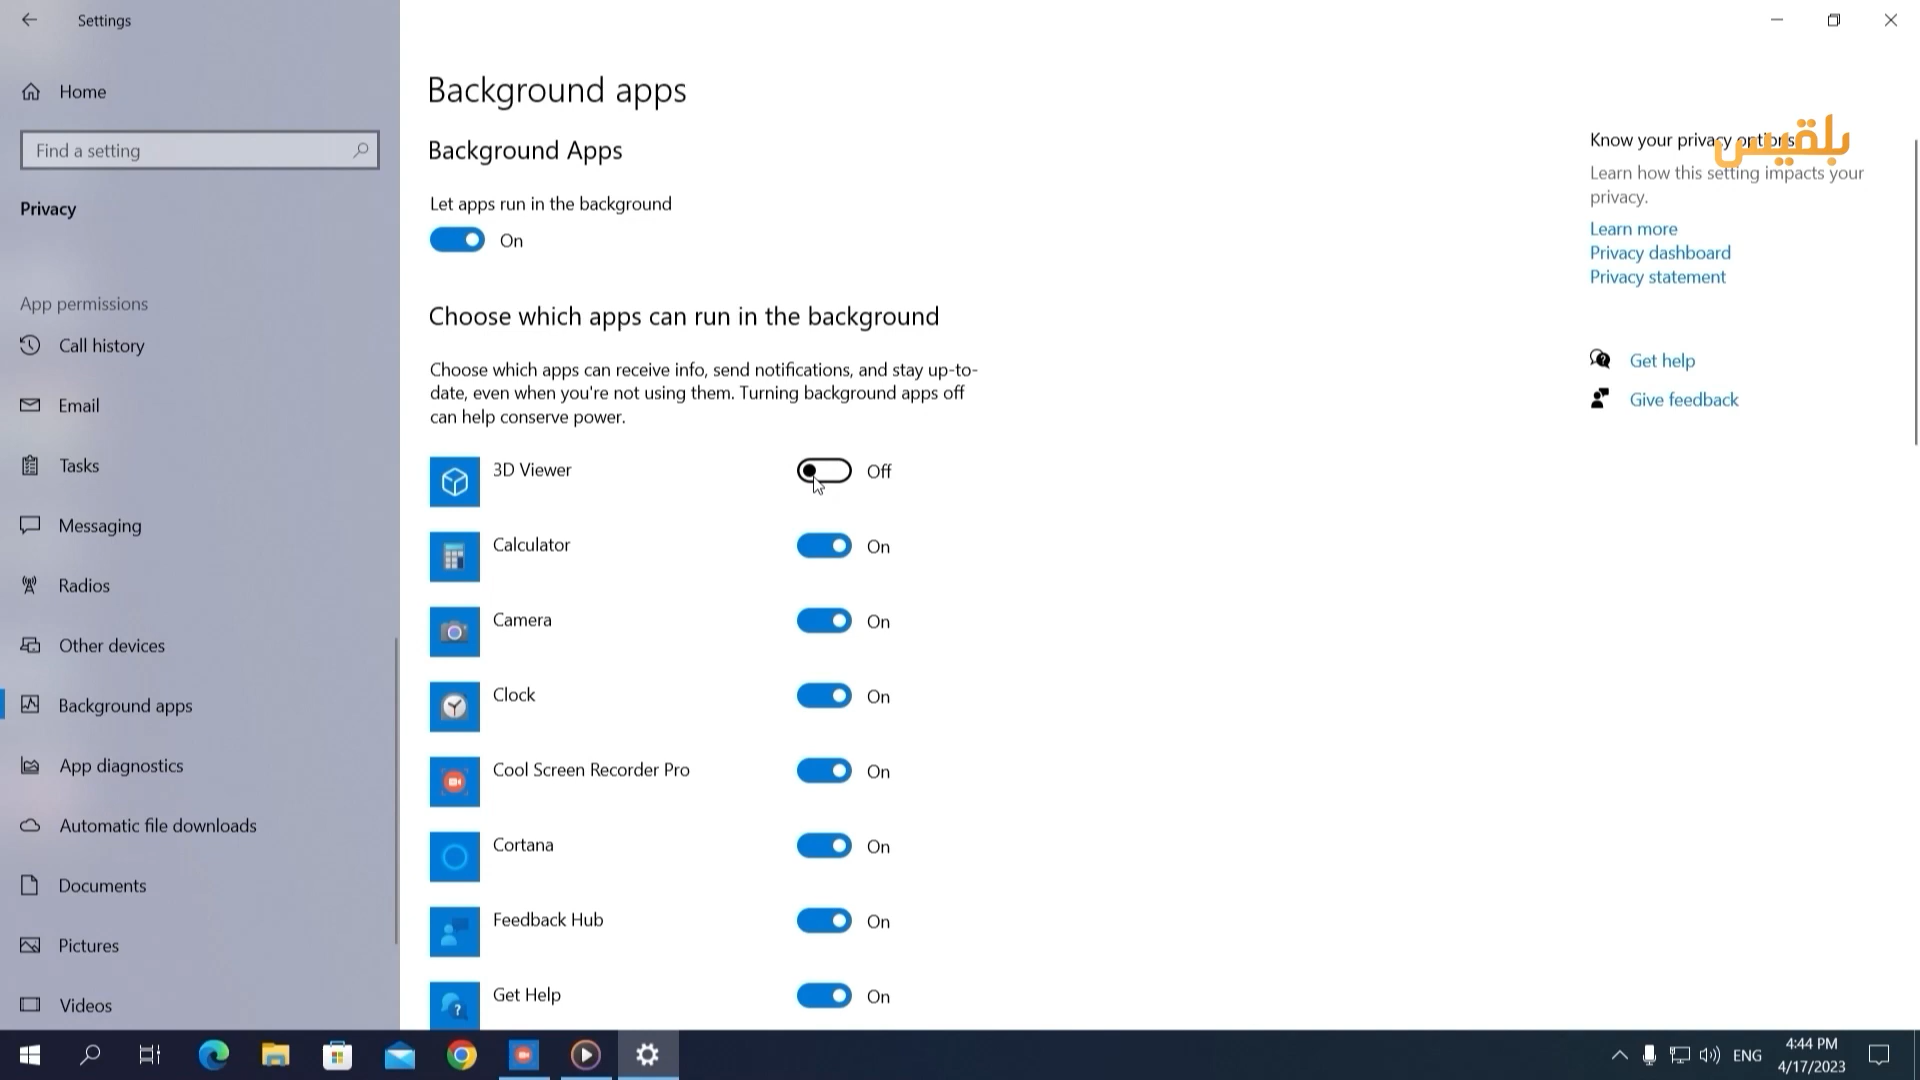 Settings
Home
Find a setting
Privacy
App permissions
Call history
Email
Tasks
Messaging
Radios
Other devices
Background apps
App diagnostics
Automatic file downloads
Documents
Pictures
Videos
Background apps
Background Apps
Let apps run in the background
On
Choose which apps can run in the background
Choose which apps can receive info, send notifications, and stay up-to-
date, even when you're not using them. Turning background apps off
can help conserve power.
3D Viewer
Off
Calculator
On
Camera
On
Clock
On
Cool Screen Recorder Pro
On
Cortana
On
Feedback Hub
On
Get Help
On
Know your privacy options
بلقيس
Learn how this setting impacts your
privacy.
Learn more
Privacy dashboard
Privacy statement
Get help
Give feedback
ENG
4:44 PM
4/17/2023